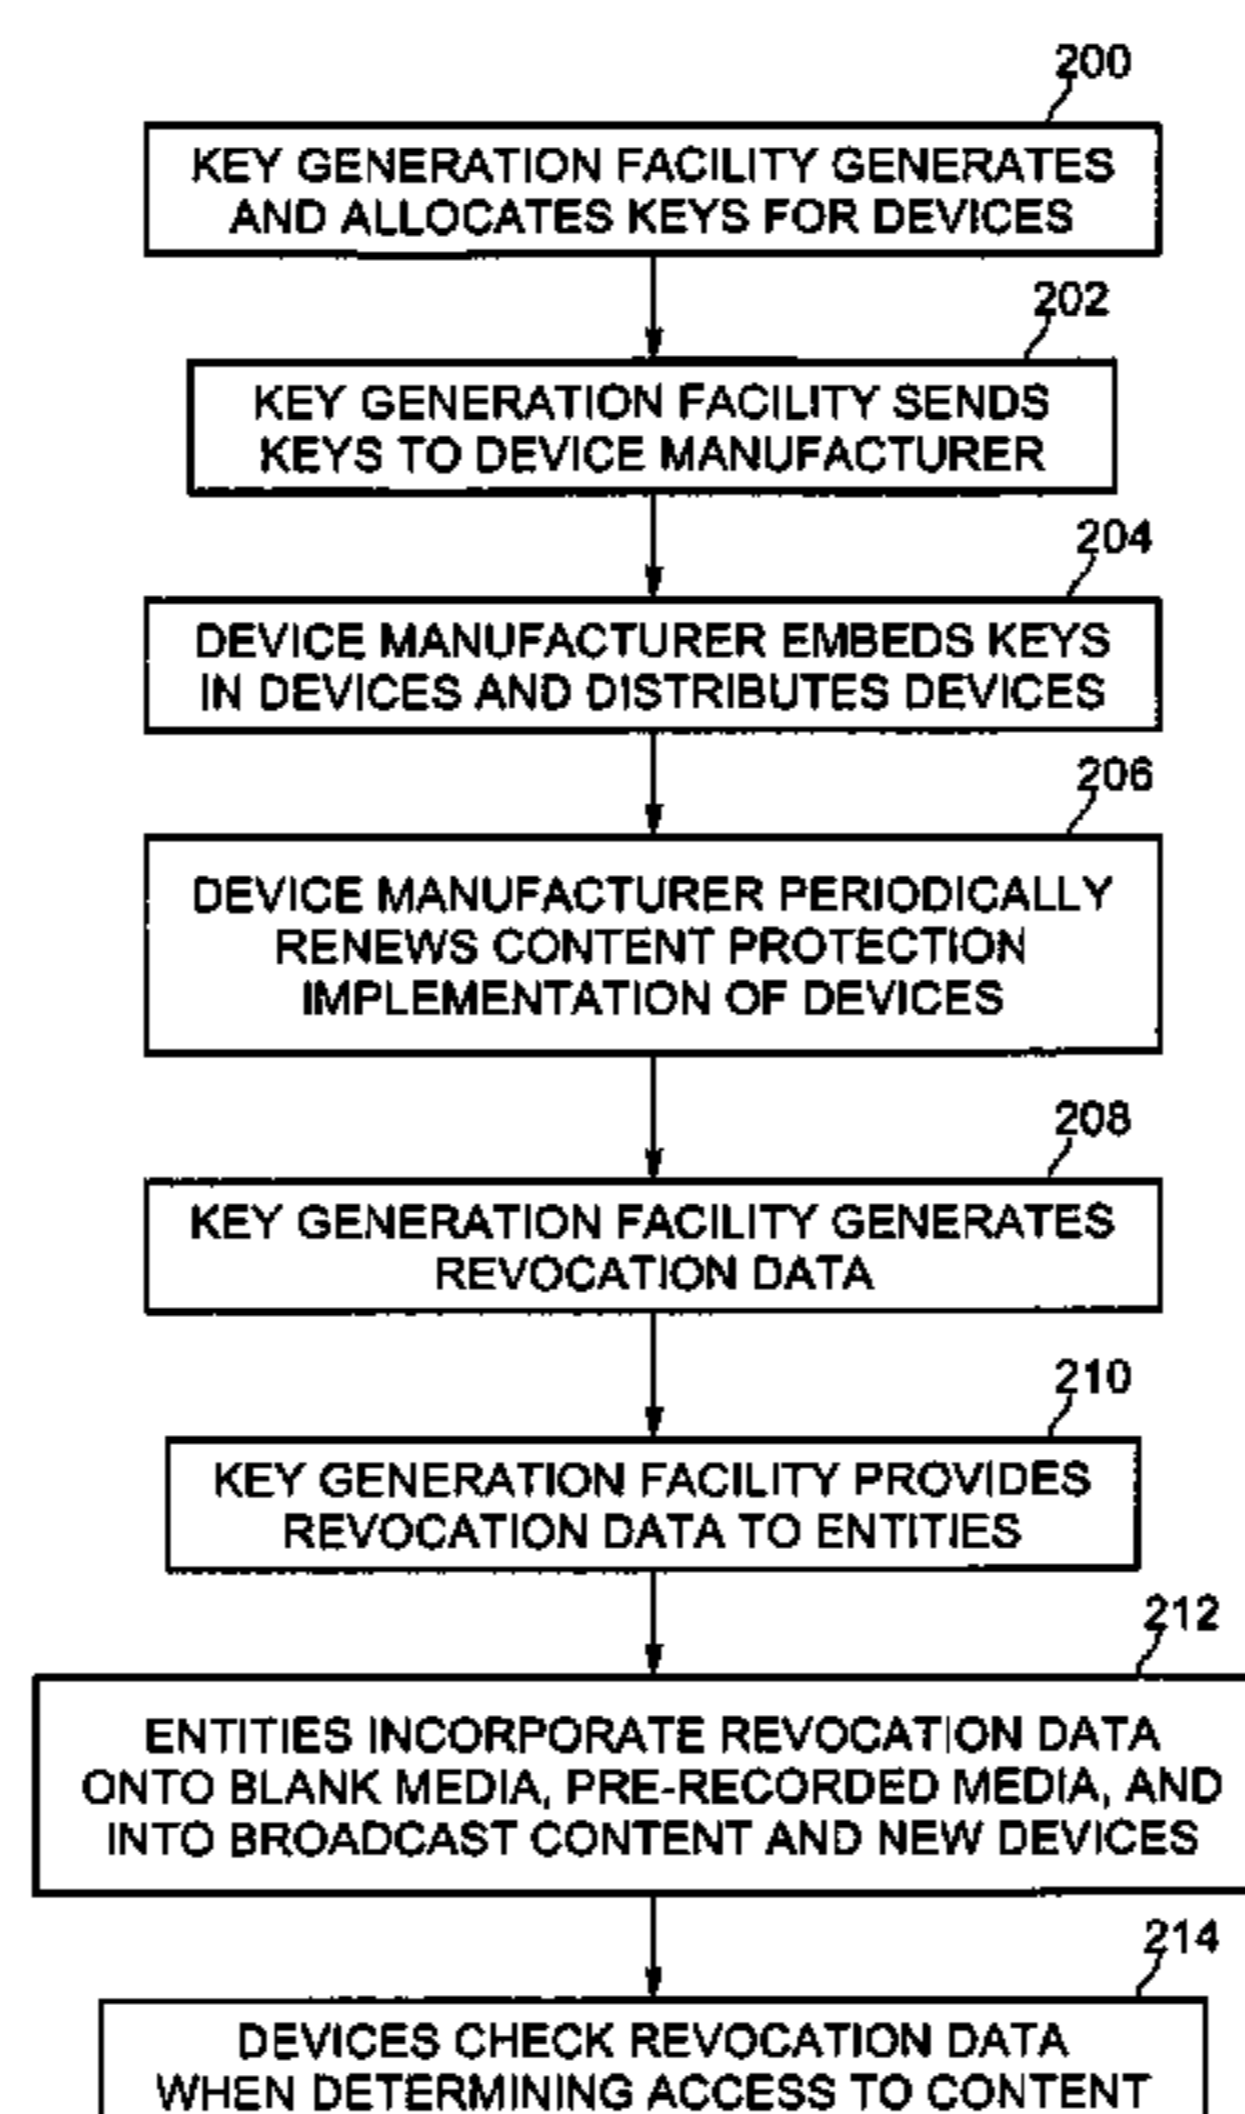 200
KEY GENERATION FACILITY GENERATES
AND ALLOCATES KEYS FOR DEVICES
202
KEY GENERATION FACILITY SENDS
KEYS TO DEVICE MANUFACTURER
204
DEVICE MANUFACTURER EMBEDS KEYS
IN DEVICES AND DISTRIBUTES DEVICES
206
DEVICE MANUFACTURER PERIODICALLY
RENEWS CONTENT PROTECTION
IMPLEMENTATION OF DEVICES
208
KEY GENERATION FACILITY GENERATES
REVOCATION DATA
210
KEY GENERATION FACILITY PROVIDES
REVOCATION DATA TO ENTITIES
212
ENTITIES INCORPORATE REVOCATION DATA
ONTO BLANK MEDIA, PRE-RECORDED MEDIA, AND
INTO BROADCAST CONTENT AND NEW DEVICES
214
DEVICES CHECK REVOCATION DATA
WHEN DETERMINING ACCESS TO CONTENT